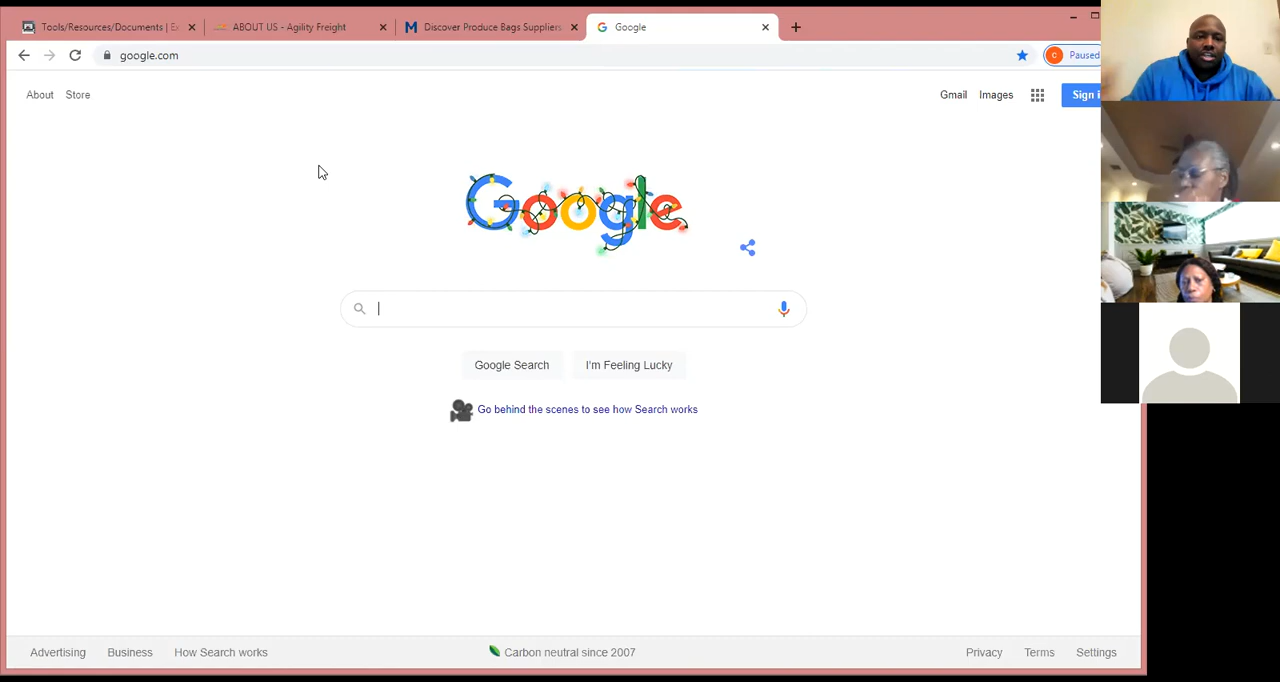 Tools/Resources/Documents | Ex
ABOUT US - Agility Freight
Discover Produce Bags Suppliers
Google
google.com
C
Paused
About
Store
Gmail
Images
Sign i
Google
Google Search
I'm Feeling Lucky
Go behind the scenes to see how Search works
Advertising
Business
How Search works
Carbon neutral since 2007
Privacy
Terms
Settings